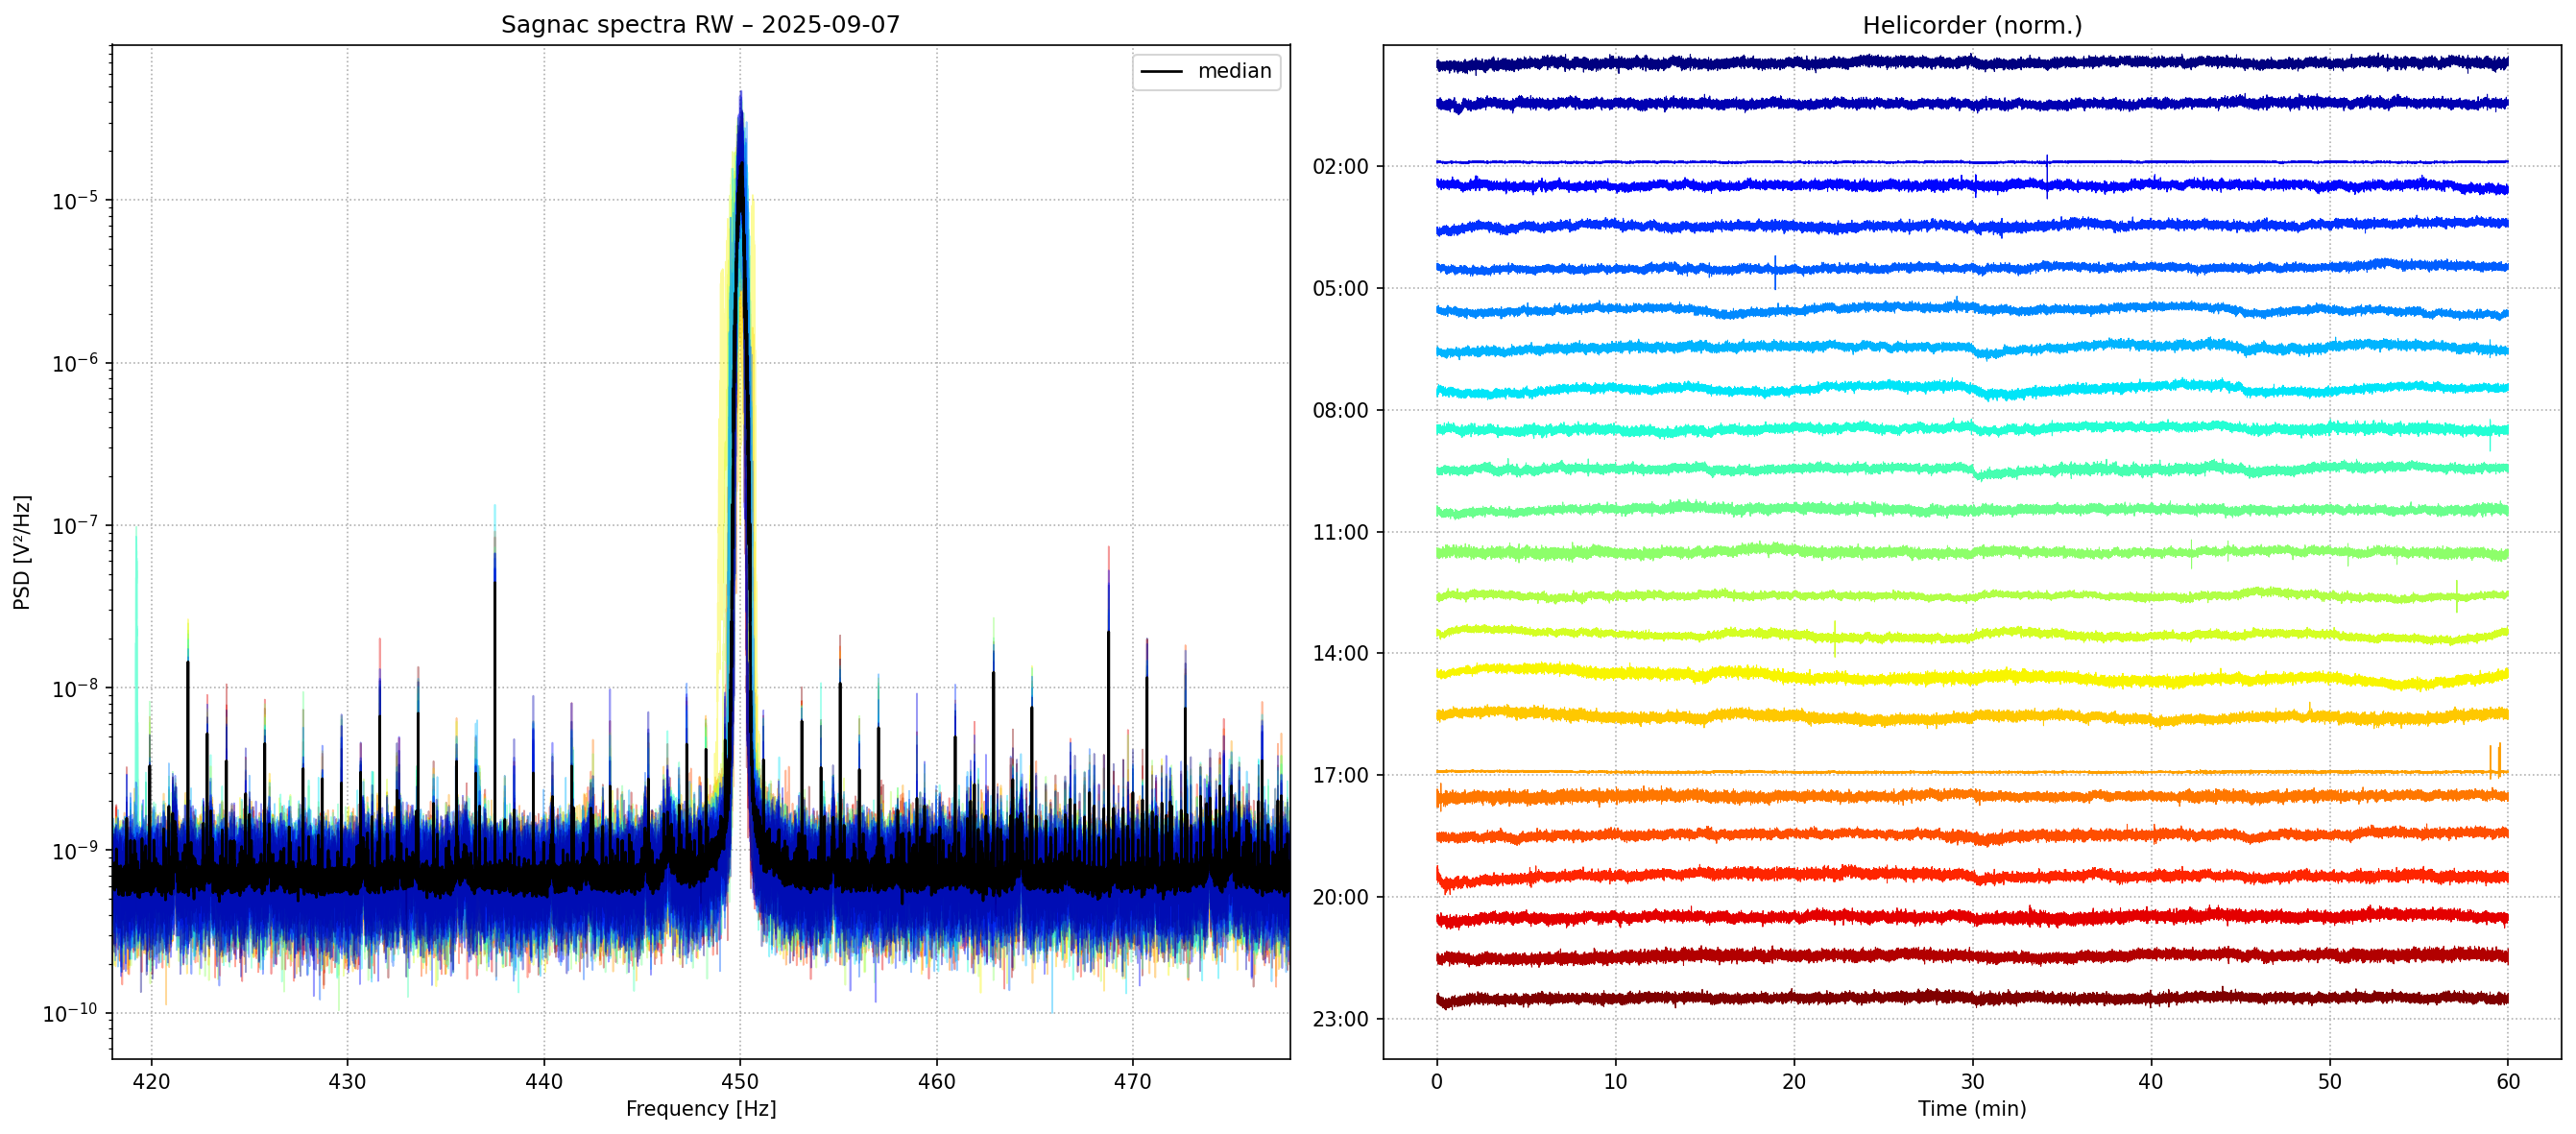 Sagnac spectra RW – 2025-09-07
median
PSD [V²/Hz]
10⁻⁵
10⁻⁶
10⁻⁷
10⁻⁸
10⁻⁹
10⁻¹⁰
420 430 440 450 460 470
Frequency [Hz]
Helicorder (norm.)
02:00
05:00
08:00
11:00
14:00
17:00
20:00
23:00
0 10 20 30 40 50 60
Time (min)